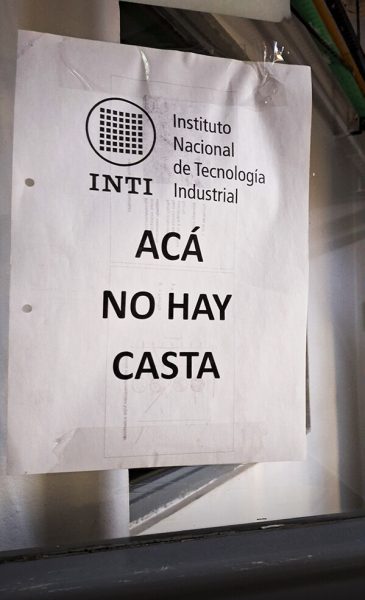 Instituto
Nacional
de Tecnología
Industrial
INTI
ACÁ
NO HAY
CASTA